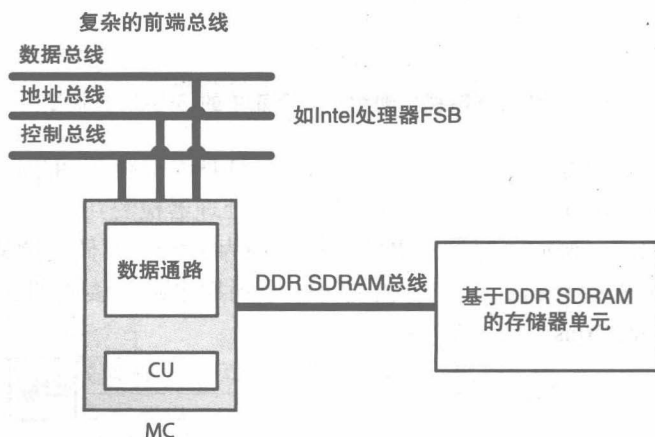 复杂的前端总线
数据总线
地址总线
控制总线
如Intel处理器FSB
数据通路
DDR SDRAM总线
基于DDR SDRAM
的存储器单元
CU
MC